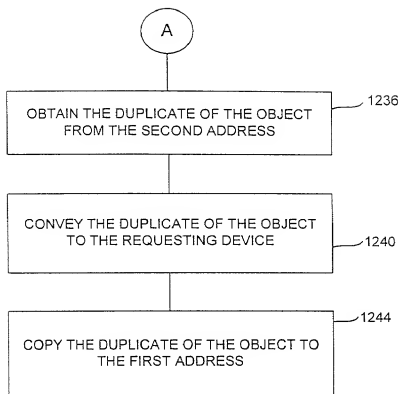 A
OBTAIN THE DUPLICATE OF THE OBJECT
FROM THE SECOND ADDRESS
1236
CONVEY THE DUPLICATE OF THE OBJECT
TO THE REQUESTING DEVICE
1240
COPY THE DUPLICATE OF THE OBJECT TO
THE FIRST ADDRESS
1244